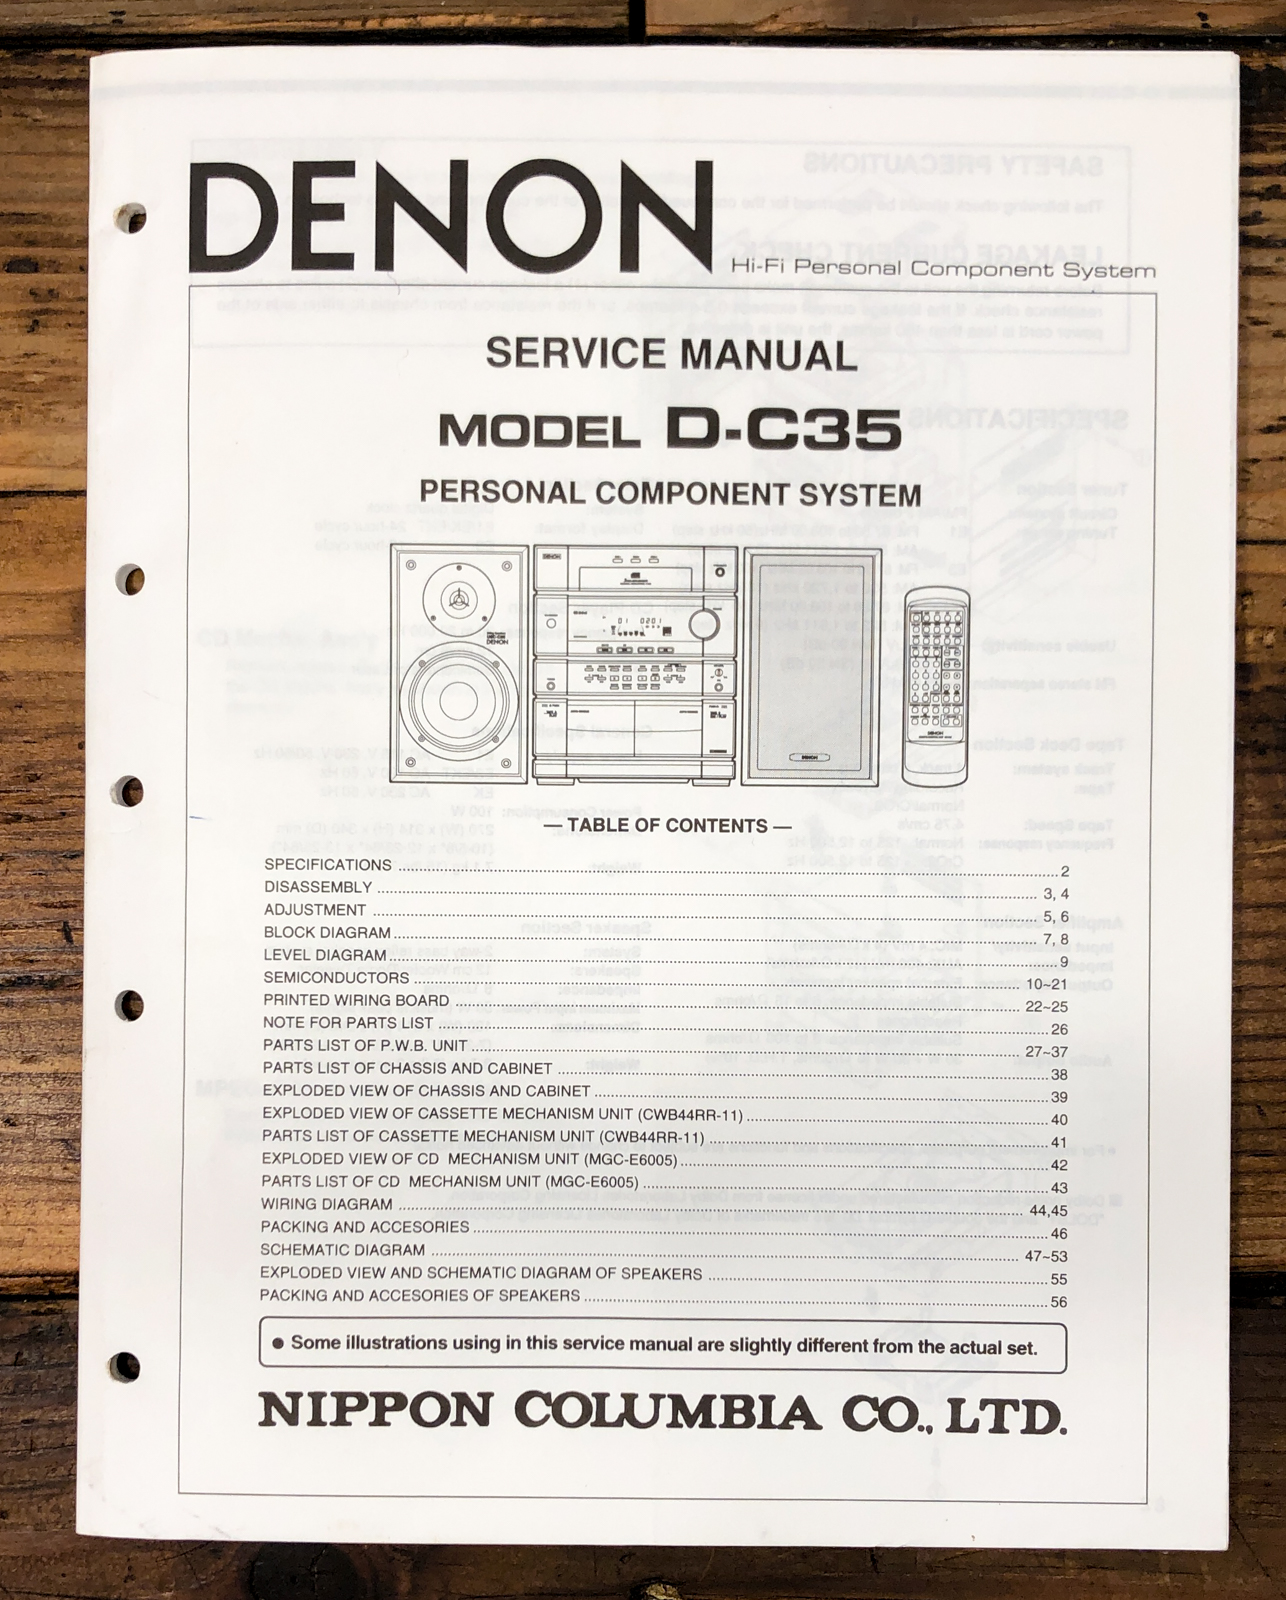 DENON
Hi-Fi Personal Component System
SERVICE MANUAL
MODEL D-C35
PERSONAL COMPONENT SYSTEM
— TABLE OF CONTENTS —
SPECIFICATIONS 2
DISASSEMBLY 3, 4
ADJUSTMENT 5, 6
BLOCK DIAGRAM 7, 8
LEVEL DIAGRAM 9
SEMICONDUCTORS 10~21
PRINTED WIRING BOARD 22~25
NOTE FOR PARTS LIST 26
PARTS LIST OF P.W.B. UNIT 27~37
PARTS LIST OF CHASSIS AND CABINET 38
EXPLODED VIEW OF CHASSIS AND CABINET 39
EXPLODED VIEW OF CASSETTE MECHANISM UNIT (CWB44RR-11) 40
PARTS LIST OF CASSETTE MECHANISM UNIT (CWB44RR-11) 41
EXPLODED VIEW OF CD MECHANISM UNIT (MGC-E6005) 42
PARTS LIST OF CD MECHANISM UNIT (MGC-E6005) 43
WIRING DIAGRAM 44,45
PACKING AND ACCESORIES 46
SCHEMATIC DIAGRAM 47~53
EXPLODED VIEW AND SCHEMATIC DIAGRAM OF SPEAKERS 55
PACKING AND ACCESORIES OF SPEAKERS 56
● Some illustrations using in this service manual are slightly different from the actual set.
NIPPON COLUMBIA CO., LTD.